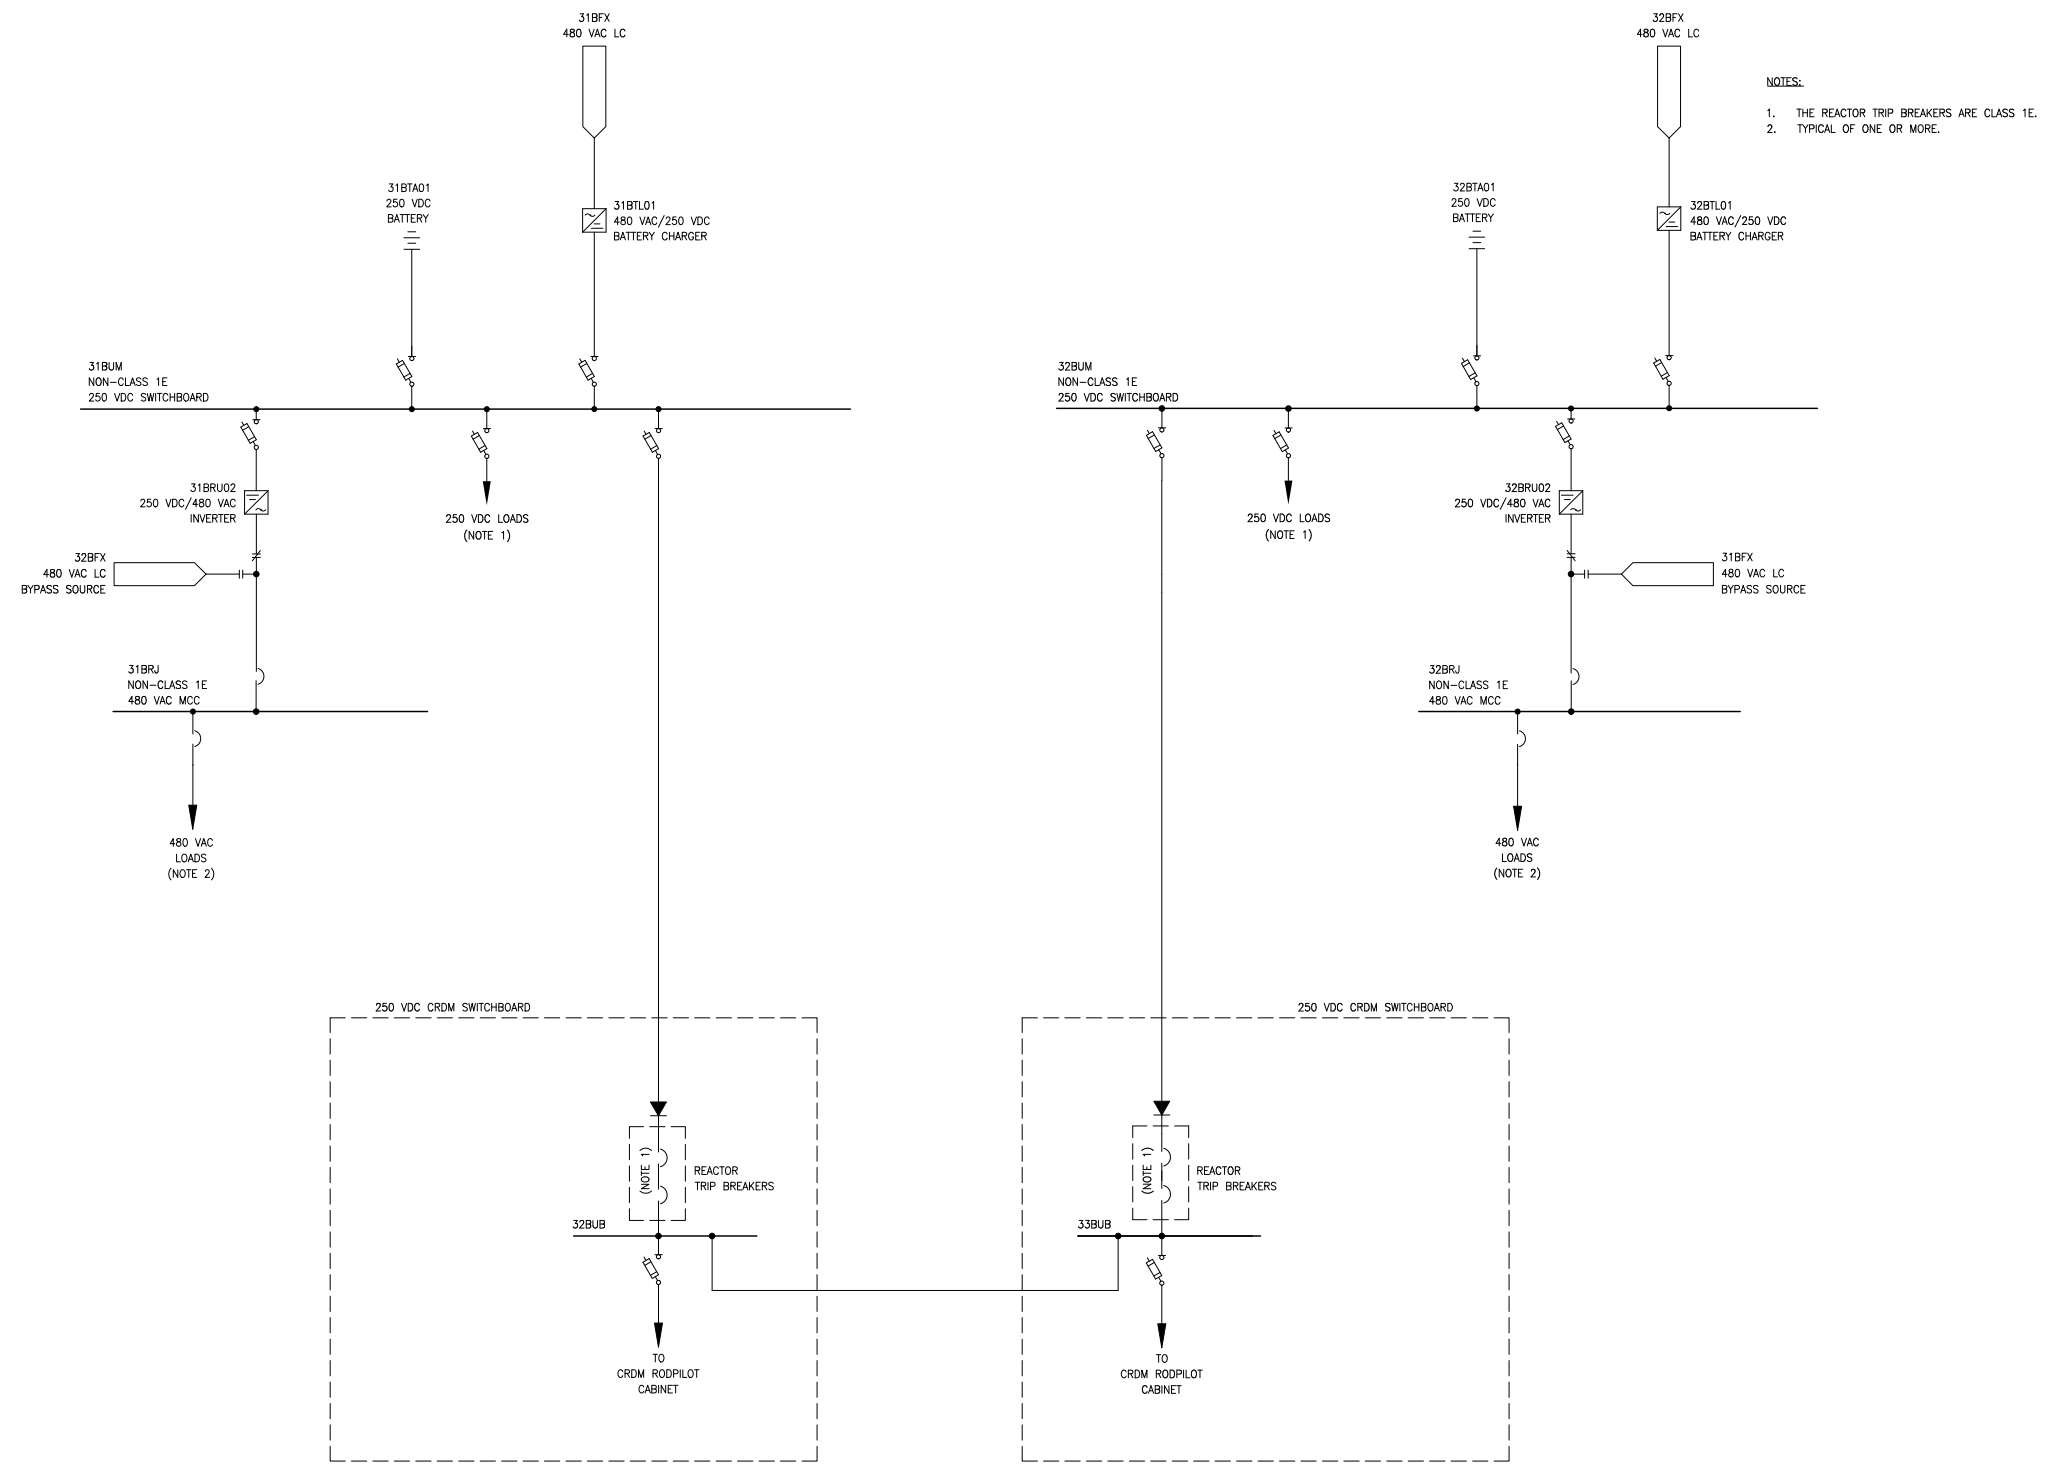 31BFX
480 VAC LC
32BFX
480 VAC LC
NOTES:
1. THE REACTOR TRIP BREAKERS ARE CLASS 1E.
2. TYPICAL OF ONE OR MORE.
31BTA01
250 VDC
BATTERY
31BTL01
480 VAC/250 VDC
BATTERY CHARGER
32BTA01
250 VDC
BATTERY
32BTL01
480 VAC/250 VDC
BATTERY CHARGER
31BUM
NON-CLASS 1E
250 VDC SWITCHBOARD
32BUM
NON-CLASS 1E
250 VDC SWITCHBOARD
31BRU02
250 VDC/480 VAC
INVERTER
250 VDC LOADS
(NOTE 1)
250 VDC LOADS
(NOTE 1)
32BRU02
250 VDC/480 VAC
INVERTER
32BFX
480 VAC LC
BYPASS SOURCE
31BFX
480 VAC LC
BYPASS SOURCE
31BRJ
NON-CLASS 1E
480 VAC MCC
32BRJ
NON-CLASS 1E
480 VAC MCC
480 VAC
LOADS
(NOTE 2)
480 VAC
LOADS
(NOTE 2)
250 VDC CRDM SWITCHBOARD
250 VDC CRDM SWITCHBOARD
(NOTE 1)
REACTOR
TRIP BREAKERS
(NOTE 1)
REACTOR
TRIP BREAKERS
32BUB
33BUB
TO
CRDM RODPILOT
CABINET
TO
CRDM RODPILOT
CABINET